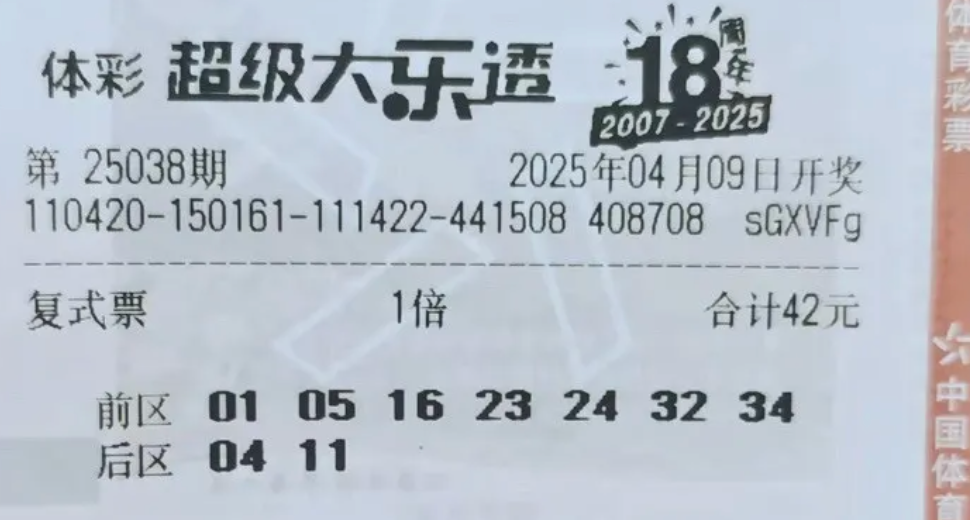 体彩 超级大乐透 18周年
2007-2025
第 25038期 2025年04月09日开奖
110420-150161-111422-441508 408708 sGXVFg
复式票 1倍 合计42元
前区 01 05 16 23 24 32 34
后区 04 11
体育彩票
中国体育